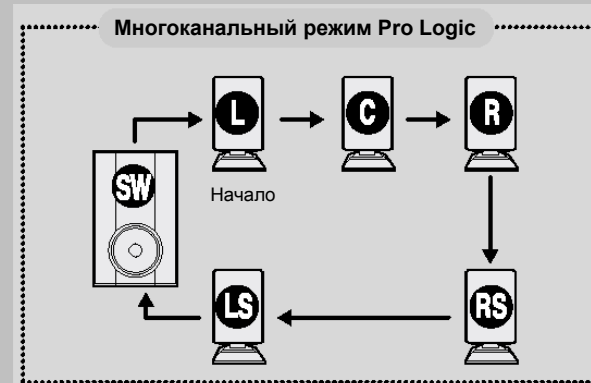 Многоканальный режим Pro Logic
L
C
R
SW
Начало
LS
RS